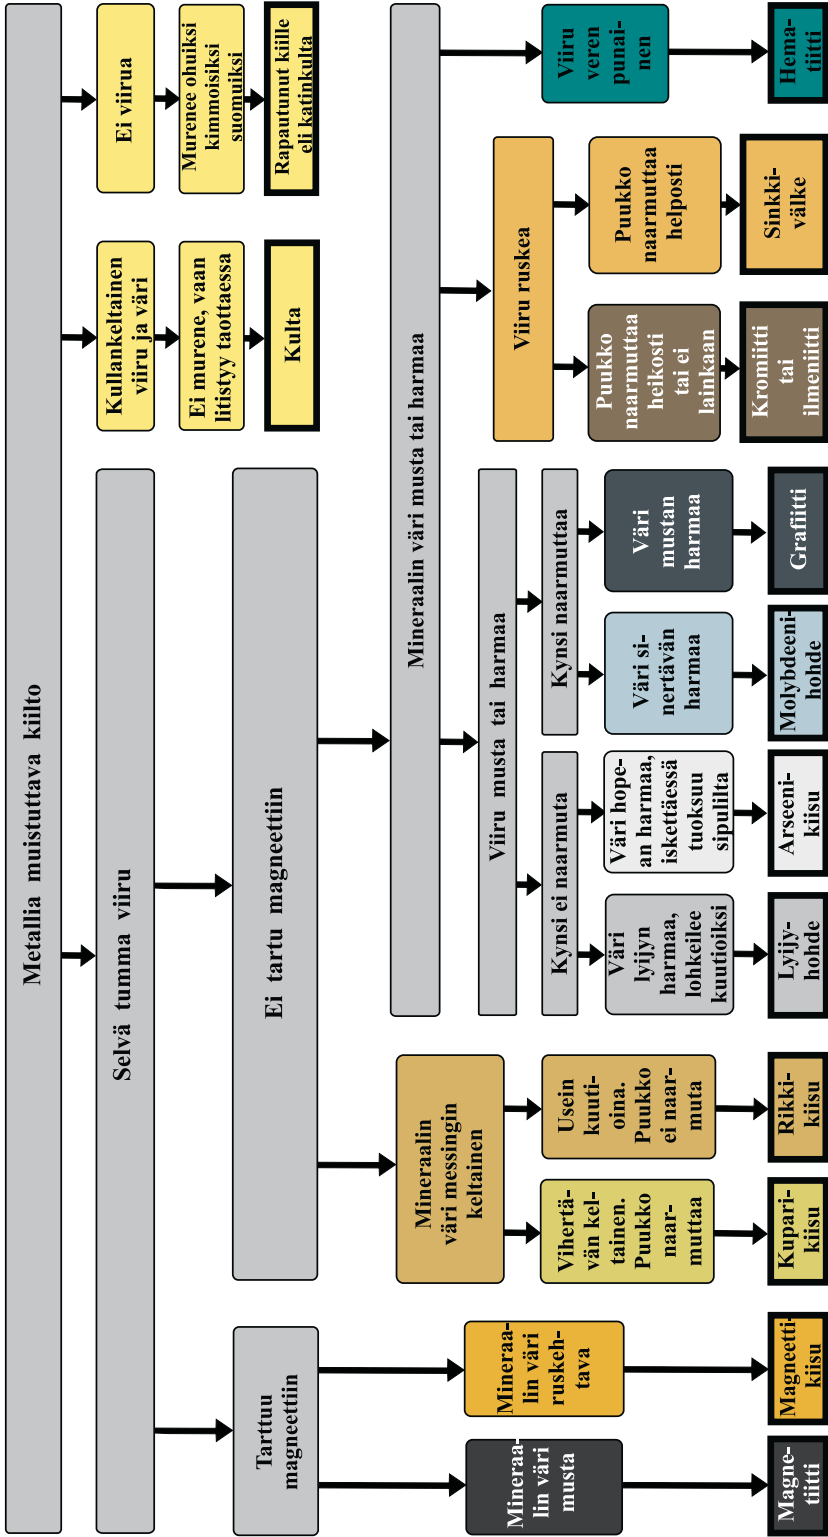 Metallia muistuttava kiilto
Selvä tumma viiru
Kullankeltainen
viiru ja väri
Ei viirua
Ei murene, vaan
litistyy taottaessa
Murenee ohuiksi
kimmoisiksi
suomuiksi
Kulta
Rapautunut kiille
eli katinkulta
Tarttuu
magneettiin
Ei tartu magneettiin
Mineraalin
väri messingin
keltainen
Mineraalin väri musta tai harmaa
Mineraa-
lin väri
musta
Mineraa-
lin väri
ruskeh-
tava
Viiru musta tai harmaa
Viiru ruskea
Viiru
veren
punai-
nen
Kynsi ei naarmuta
Kynsi naarmuttaa
Vihertä-
vän kel-
tainen.
Puukko
naar-
muttaa
Usein
kuuti-
oina.
Puukko
ei naar-
muta
Väri
lyijyn
harmaa,
lohkeilee
kuutioiksi
Väri hope-
an harmaa,
iskettäessä
tuoksuu
sipulilta
Väri si-
nertävän
harmaa
Väri
mustan
harmaa
Puukko
naarmuttaa
heikosti
tai ei
lainkaan
Puukko
naarmuttaa
helposti
Magne-
tiitti
Magneetti-
kiisu
Kupari-
kiisu
Rikki-
kiisu
Lyijy-
hohde
Arseeni-
kiisu
Molybdeeni-
hohde
Grafiitti
Kromiitti
tai
ilmeniitti
Sinkki-
välke
Hema-
tiitti